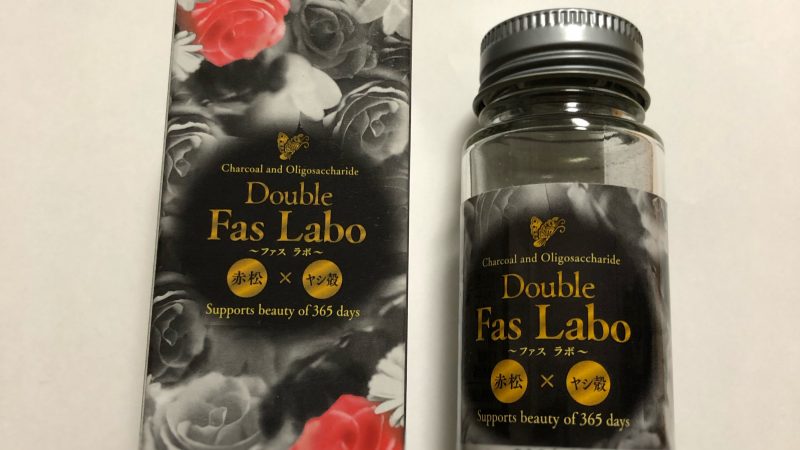 Charcoal and Oligosaccharide
Double
Fas Labo
～ファス ラボ～
赤松 × ヤシ殻
Supports beauty of 365 days
Charcoal and Oligosaccharide
Double
Fas Labo
～ファス ラボ～
赤松 × ヤシ殻
Supports beauty of 365 days